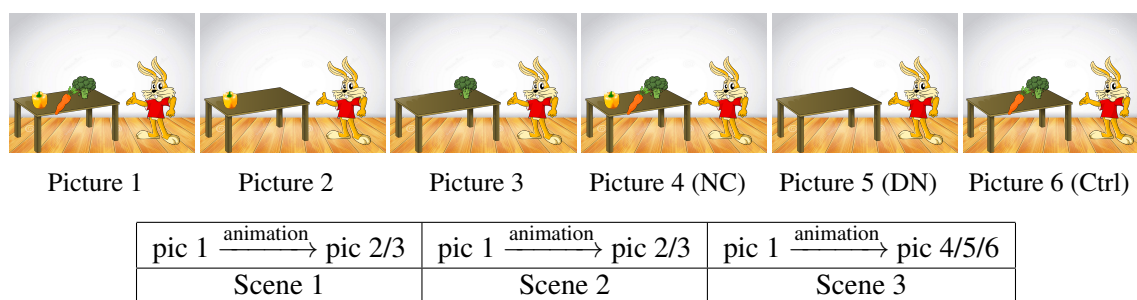 Picture 1 Picture 2 Picture 3 Picture 4 (NC) Picture 5 (DN) Picture 6 (Ctrl)
pic 1 animation⟶ pic 2/3 pic 1 animation⟶ pic 2/3 pic 1 animation⟶ pic 4/5/6
Scene 1 Scene 2 Scene 3